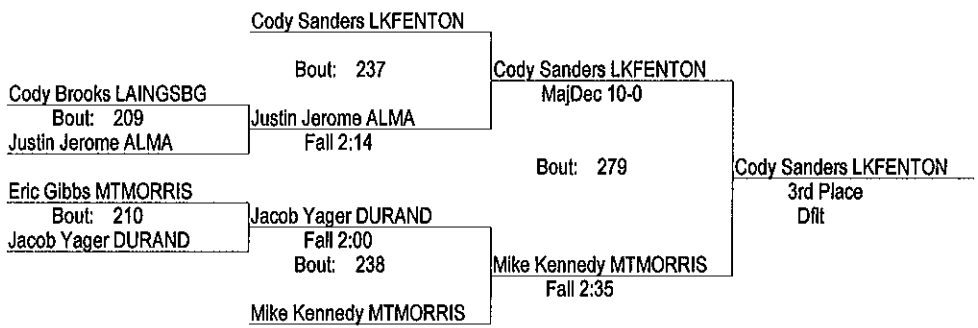 Cody Sanders LKFENTON
Bout: 237
Cody Sanders LKFENTON
MajDec 10-0
Cody Brooks LAINGSBG
Bout: 209
Justin Jerome ALMA
Justin Jerome ALMA
Fall 2:14
Bout: 279
Cody Sanders LKFENTON
3rd Place
Dflt
Eric Gibbs MTMORRIS
Bout: 210
Jacob Yager DURAND
Jacob Yager DURAND
Fall 2:00
Bout: 238
Mike Kennedy MTMORRIS
Fall 2:35
Mike Kennedy MTMORRIS